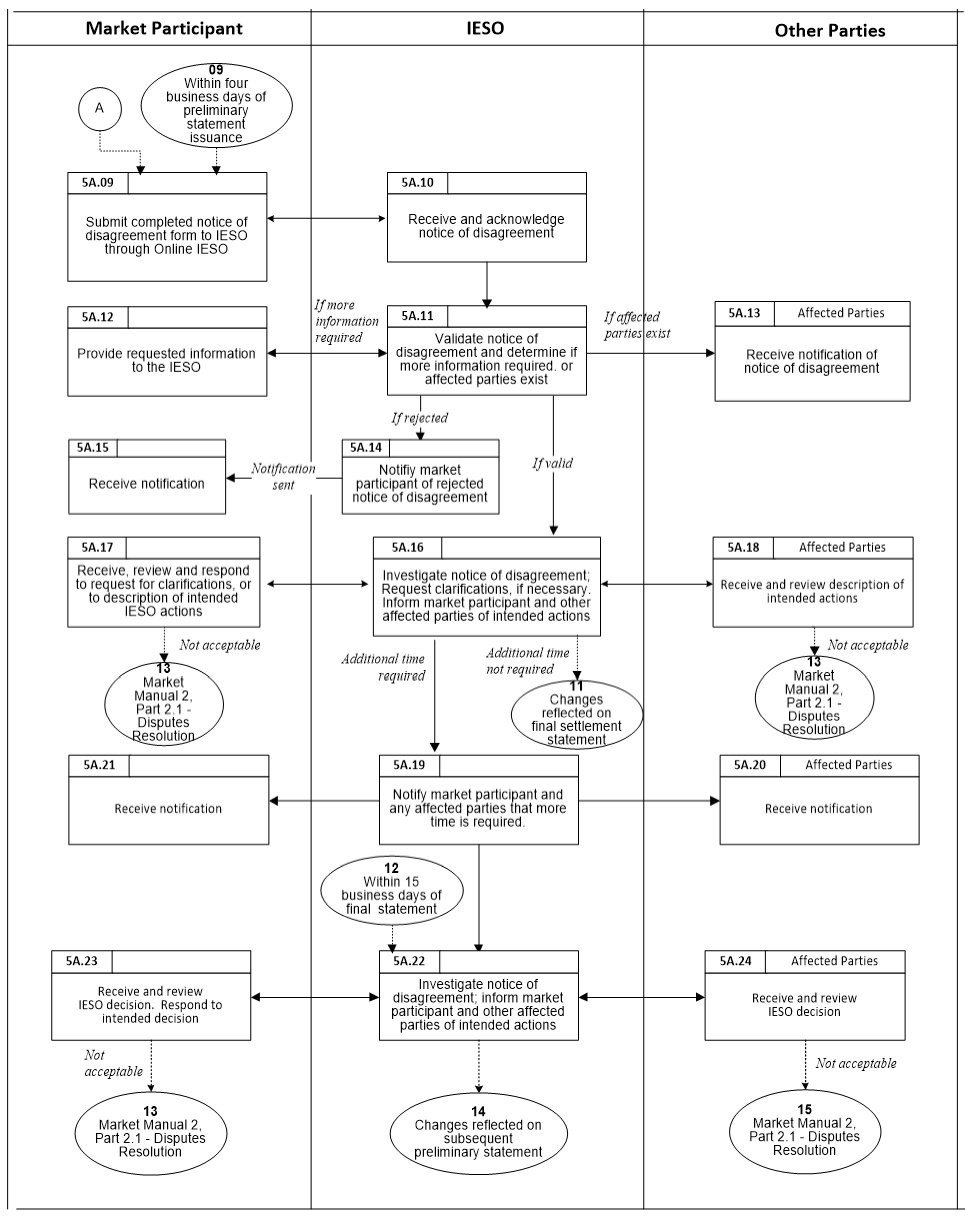 Market Participant
IESO
Other Parties
A
09
Within four
business days of
preliminary
statement
issuance
5A.09
Submit completed notice of
disagreement form to IESO
through Online IESO
5A.10
Receive and acknowledge
notice of disagreement
5A.12
Provide requested information
to the IESO
If more
information
required
5A.11
Validate notice of
disagreement and determine if
more information required. or
affected parties exist
If affected
parties exist
5A.13
Affected Parties
Receive notification of
notice of disagreement
If rejected
If valid
5A.15
Receive notification
Notification
sent
5A.14
Notifiy market
participant of rejected
notice of disagreement
5A.17
Receive, review and respond
to request for clarifications, or
to description of intended
IESO actions
5A.16
Investigate notice of disagreement;
Request clarifications, if necessary.
Inform market participant and other
affected parties of intended actions
5A.18
Affected Parties
Receive and review description of
intended actions
Not acceptable
13
Market
Manual 2,
Part 2.1 -
Disputes
Resolution
Additional time
required
Additional time
not required
11
Changes
reflected on
final settlement
statement
Not acceptable
13
Market
Manual 2,
Part 2.1 -
Disputes
Resolution
5A.21
Receive notification
5A.19
Notify market participant and
any affected parties that more
time is required.
5A.20
Affected Parties
Receive notification
12
Within 15
business days of
final statement
5A.23
Receive and review
IESO decision. Respond to
intended decision
5A.22
Investigate notice of
disagreement; inform market
participant and other affected
parties of intended actions
5A.24
Affected Parties
Receive and review
IESO decision
Not
acceptable
13
Market Manual 2,
Part 2.1 - Disputes
Resolution
14
Changes reflected on
subsequent
preliminary statement
Not acceptable
15
Market Manual 2,
Part 2.1 - Disputes
Resolution